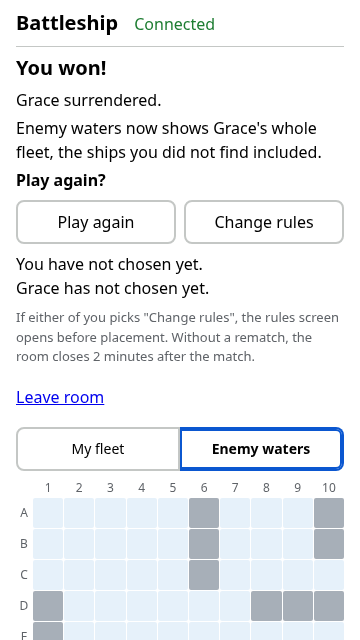 Battleship Connected
You won!
Grace surrendered.
Enemy waters now shows Grace's whole
fleet, the ships you did not find included.
Play again?
Play again Change rules
You have not chosen yet.
Grace has not chosen yet.
If either of you picks "Change rules", the rules screen
opens before placement. Without a rematch, the
room closes 2 minutes after the match.
Leave room
My fleet Enemy waters
1 2 3 4 5 6 7 8 9 10
A
B
C
D